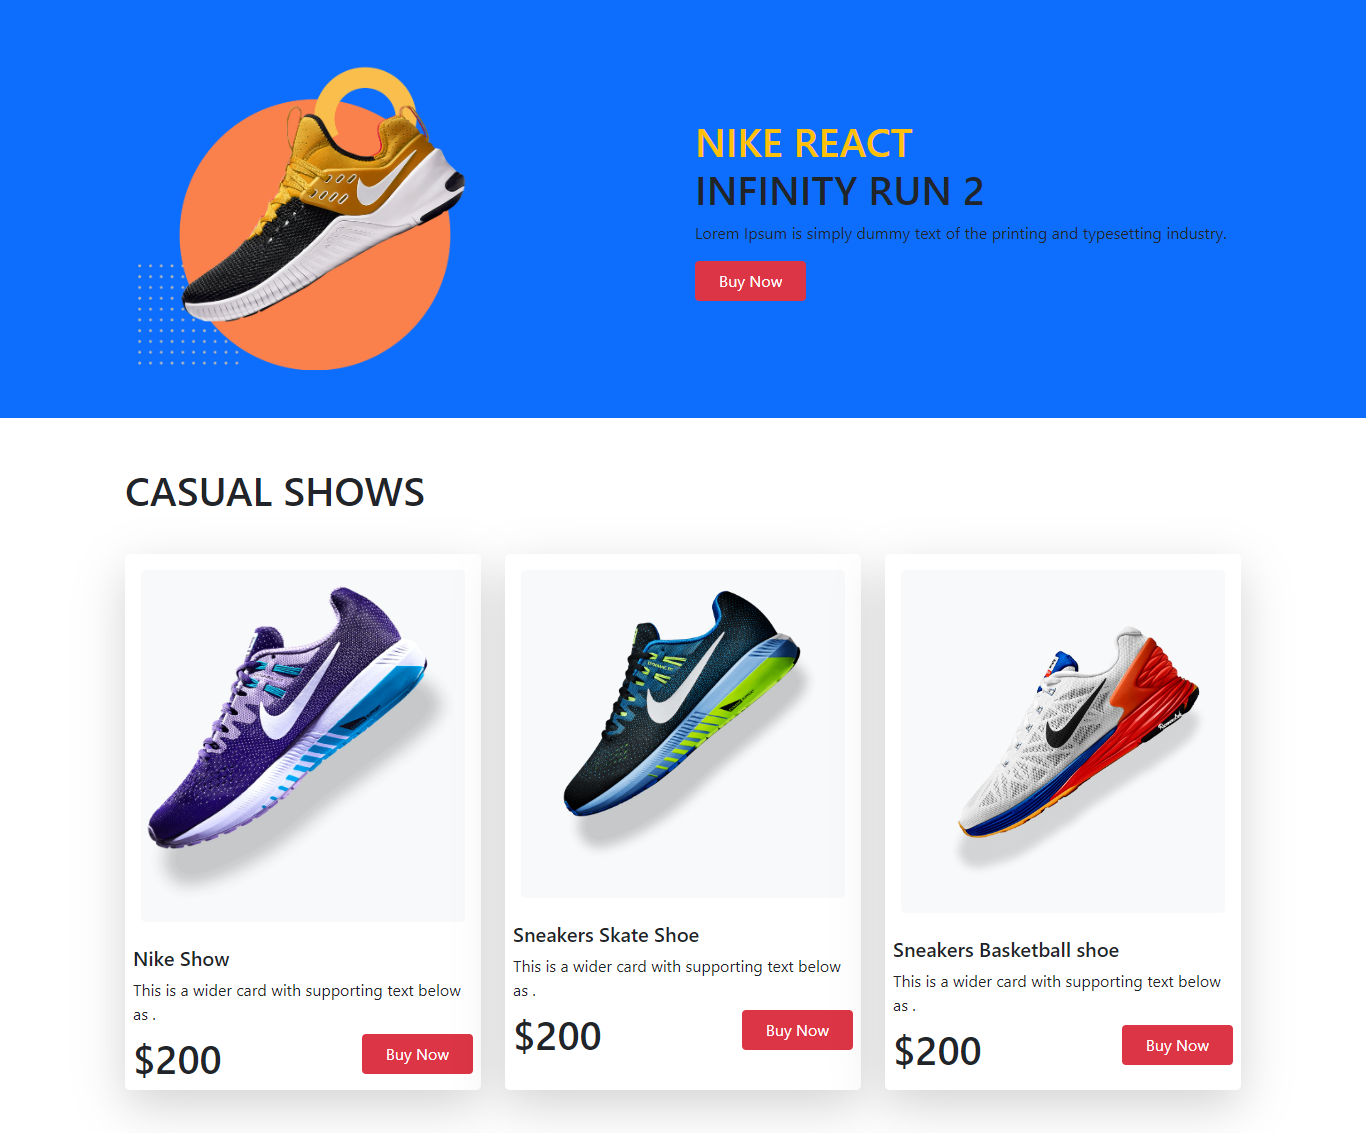 NIKE REACT
INFINITY RUN 2
Lorem Ipsum is simply dummy text of the printing and typesetting industry.
Buy Now
CASUAL SHOWS
Nike Show
This is a wider card with supporting text below
as .
$200
Buy Now
Sneakers Skate Shoe
This is a wider card with supporting text below
as .
$200
Buy Now
Sneakers Basketball shoe
This is a wider card with supporting text below
as .
$200
Buy Now